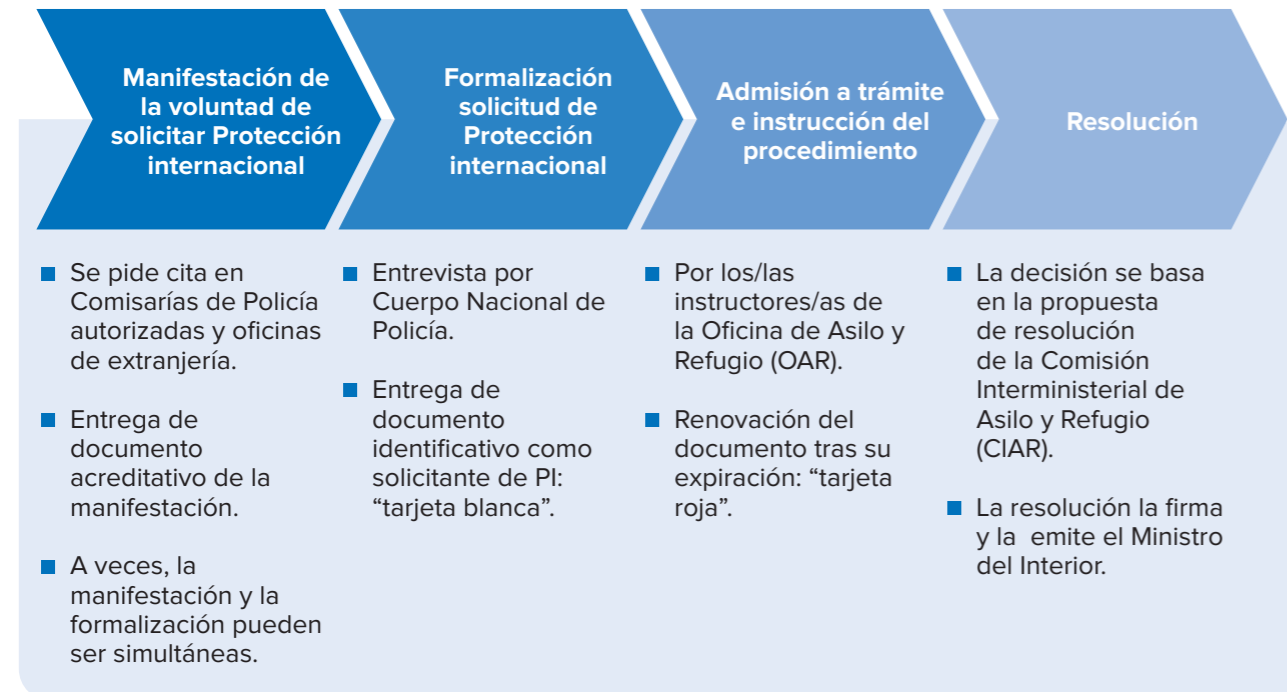 Manifestación de
la voluntad de
solicitar Protección
internacional
Formalización
solicitud de
Protección
internacional
Admisión a trámite
e instrucción del
procedimiento
Resolución
Se pide cita en
Comisarías de Policía
autorizadas y oficinas
de extranjería.
Entrega de
documento
acreditativo de la
manifestación.
A veces, la
manifestación y la
formalización pueden
ser simultáneas.
Entrevista por
Cuerpo Nacional de
Policía.
Entrega de
documento
identificativo como
solicitante de PI:
“tarjeta blanca”.
Por los/las
instructores/as de
la Oficina de Asilo y
Refugio (OAR).
Renovación del
documento tras su
expiración: “tarjeta
roja”.
La decisión se basa
en la propuesta
de resolución
de la Comisión
Interministerial de
Asilo y Refugio
(CIAR).
La resolución la firma
y la  emite el Ministro
del Interior.